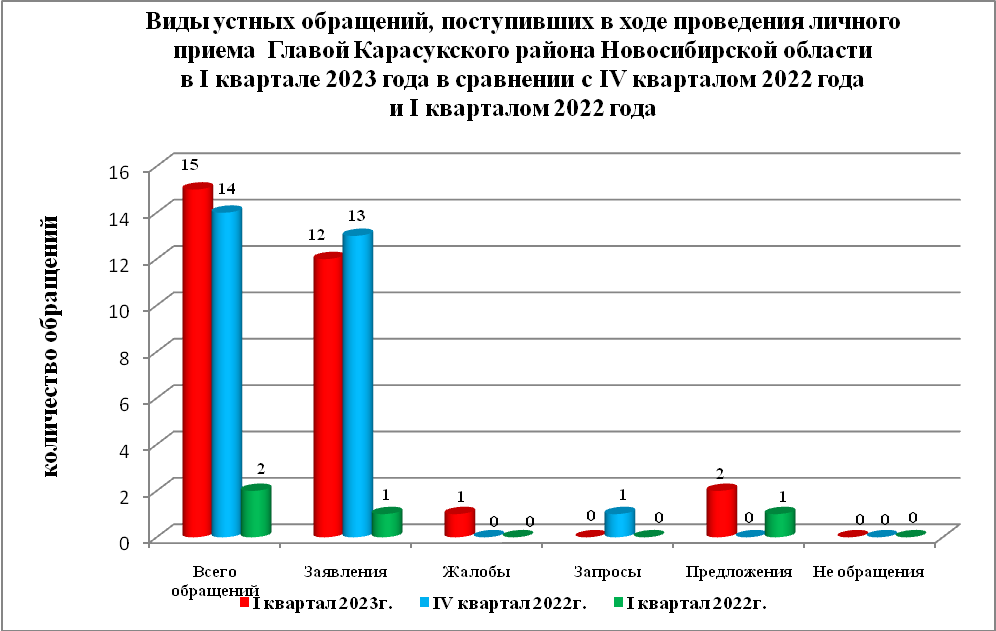 Виды устных обращений, поступивших в ходе проведения личного
приема Главой Карасукского района Новосибирской области
в I квартале 2023 года в сравнении с IV кварталом 2022 года
и I кварталом 2022 года
количество обращений
16
14
12
10
8
6
4
2
0
15
14
2
12
13
1
1
0
0
0
1
0
2
0
1
0
0
0
Всего
обращений
Заявления
Жалобы
Запросы
Предложения
Не обращения
I квартал 2023г.
IV квартал 2022г.
I квартал 2022г.